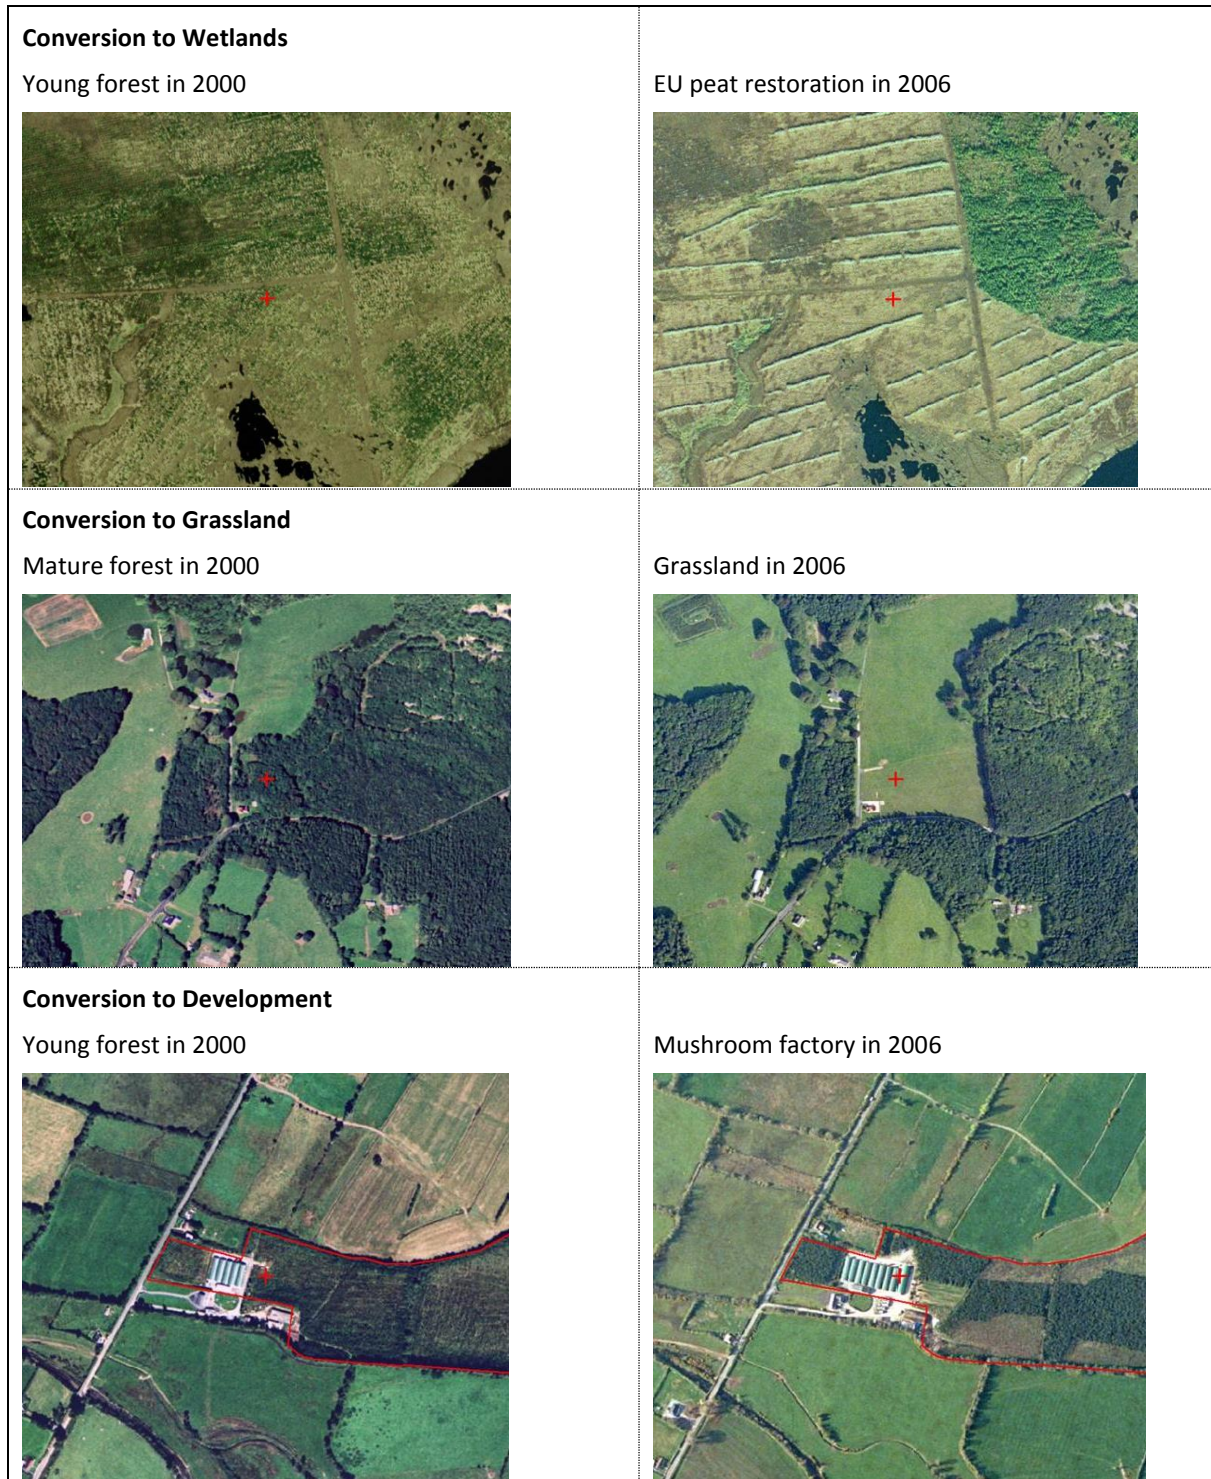 Conversion to Wetlands
Young forest in 2000
EU peat restoration in 2006
Conversion to Grassland
Mature forest in 2000
Grassland in 2006
Conversion to Development
Young forest in 2000
Mushroom factory in 2006